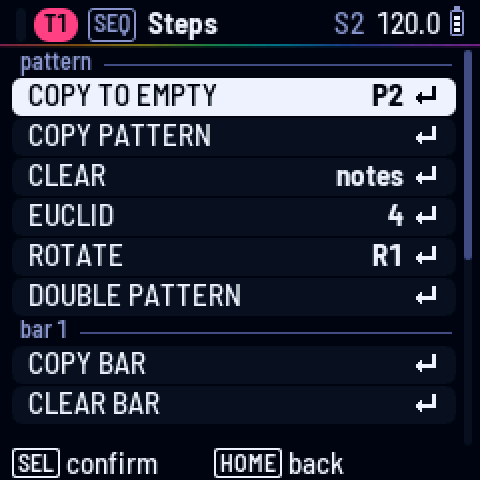 T1 SEQ Steps S2 120.0
pattern
COPY TO EMPTY P2 ↵
COPY PATTERN ↵
CLEAR notes ↵
EUCLID 4 ↵
ROTATE R1 ↵
DOUBLE PATTERN ↵
bar 1
COPY BAR ↵
CLEAR BAR ↵
SEL confirm HOME back